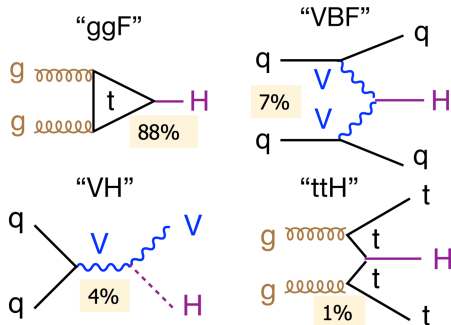 “ggF”
g
t
H
g
88%
“VBF”
q
q
V
7%
H
V
q
q
“VH”
q
V
V
4%
H
q
“ttH”
t
g
t
H
t
g
1%
t